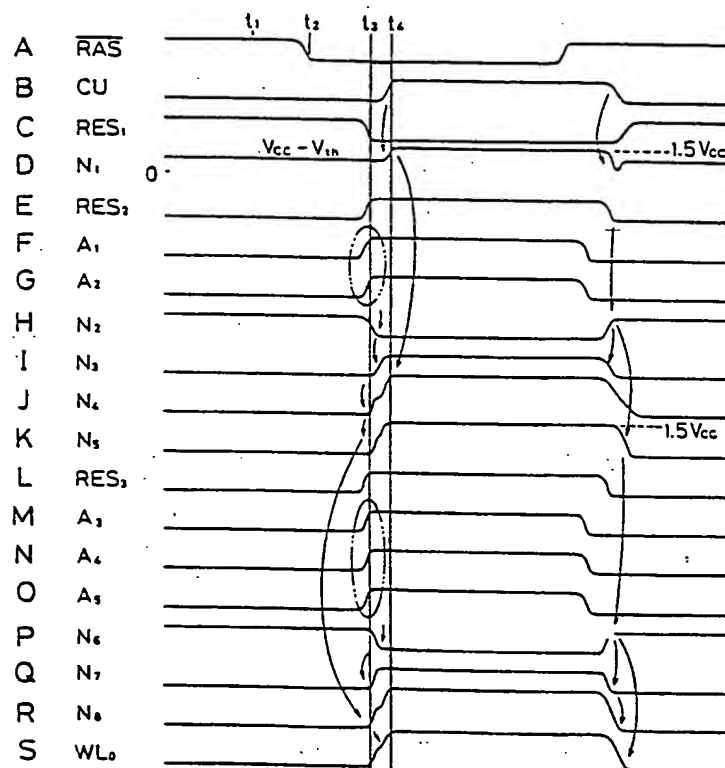 t₁ t₂ t₃ t₄
A R̅A̅S̅
B CU
C RES₁
Vcc – Vth
D N₁ 1.5 Vcc
0
E RES₂
F A₁
G A₂
H N₂
I N₃
J N₄
K N₅ 1.5 Vcc
L RES₃
M A₃
N A₄
O A₅
P N₆
Q N₇
R N₈
S WL₀